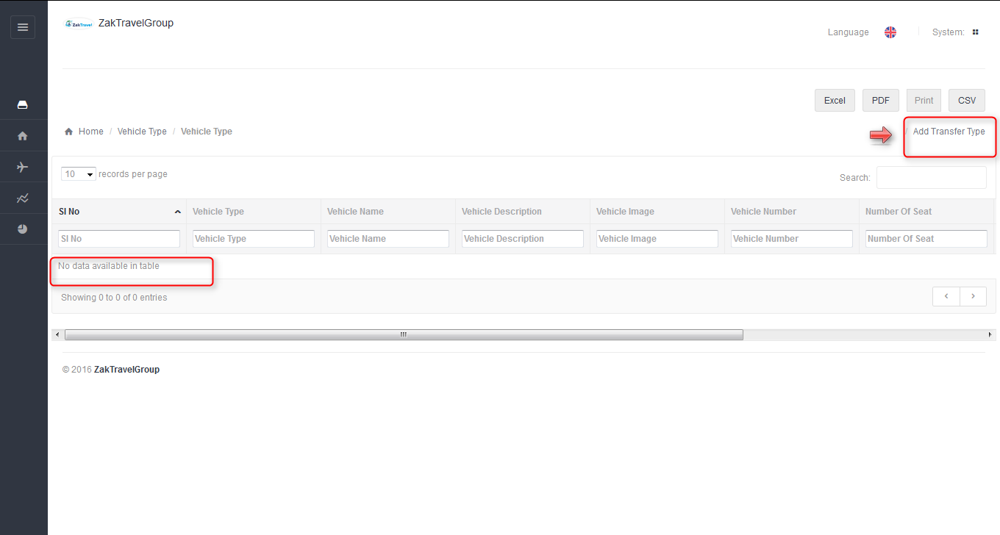 ZakTravel ZakTravelGroup
Language System:
Excel PDF Print CSV
Home / Vehicle Type / Vehicle Type / Add Transfer Type
10 records per page Search:
Sl No Vehicle Type Vehicle Name Vehicle Description Vehicle Image Vehicle Number Number Of Seat
Sl No Vehicle Type Vehicle Name Vehicle Description Vehicle Image Vehicle Number Number Of Seat
No data available in table
Showing 0 to 0 of 0 entries
© 2016 ZakTravelGroup